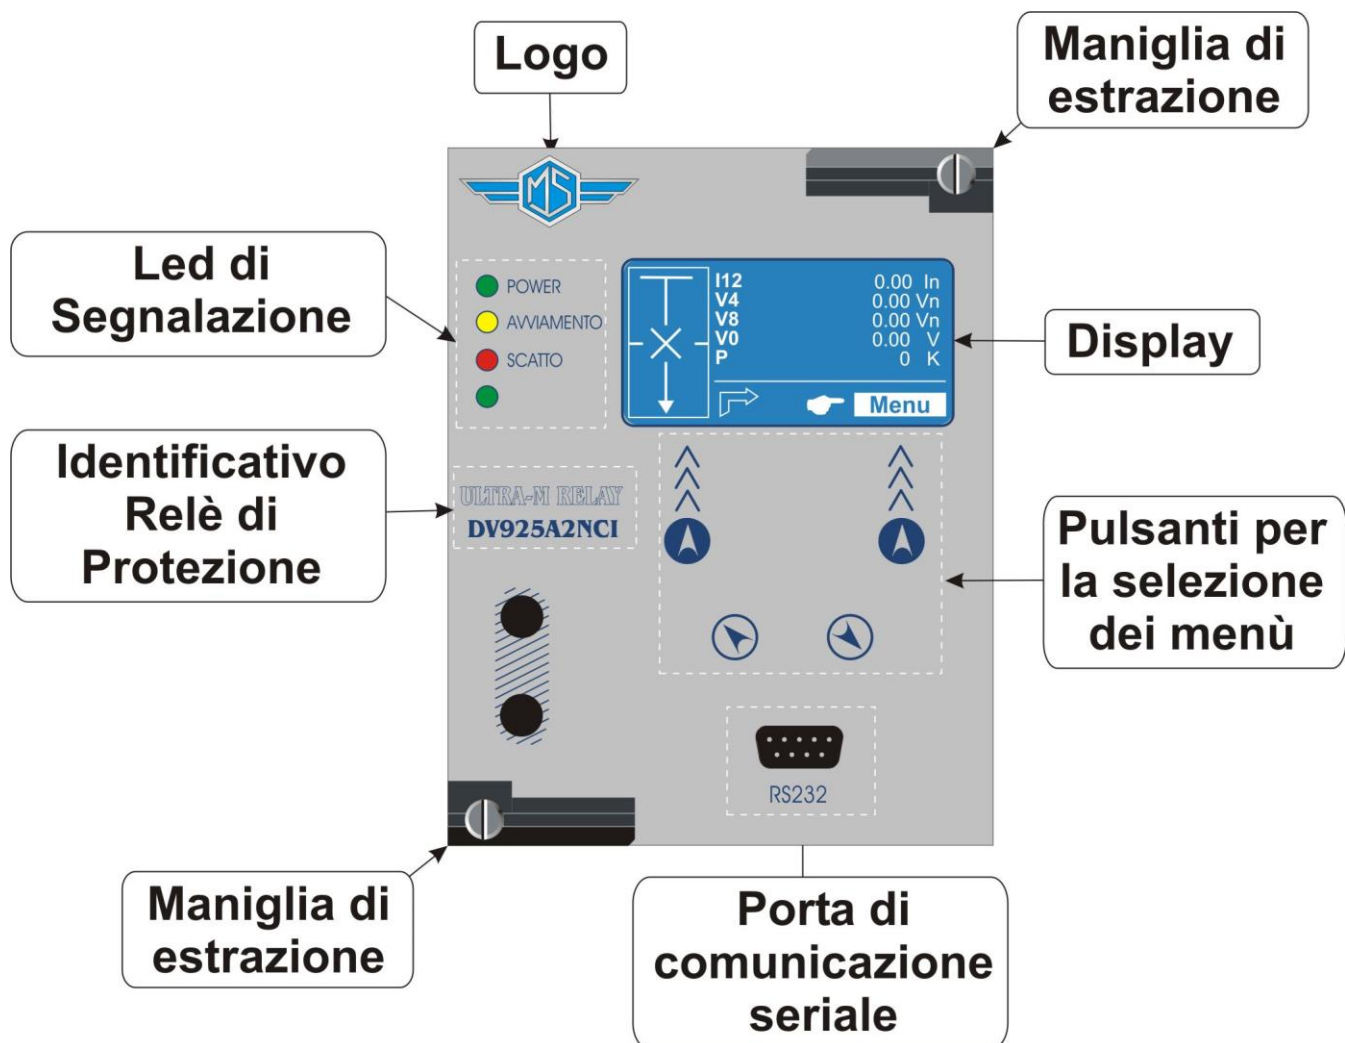 Logo
Maniglia di
estrazione
MS
Led di
Segnalazione
POWER
AVVIAMENTO
SCATTO
I12 0.00 In
V4 0.00 Vn
V8 0.00 Vn
V0 0.00 V
P 0 K
Menu
Display
Identificativo
Relè di
Protezione
ULTRA-M RELAY
DV925A2NCI
Pulsanti per
la selezione
dei menù
RS232
Maniglia di
estrazione
Porta di
comunicazione
seriale